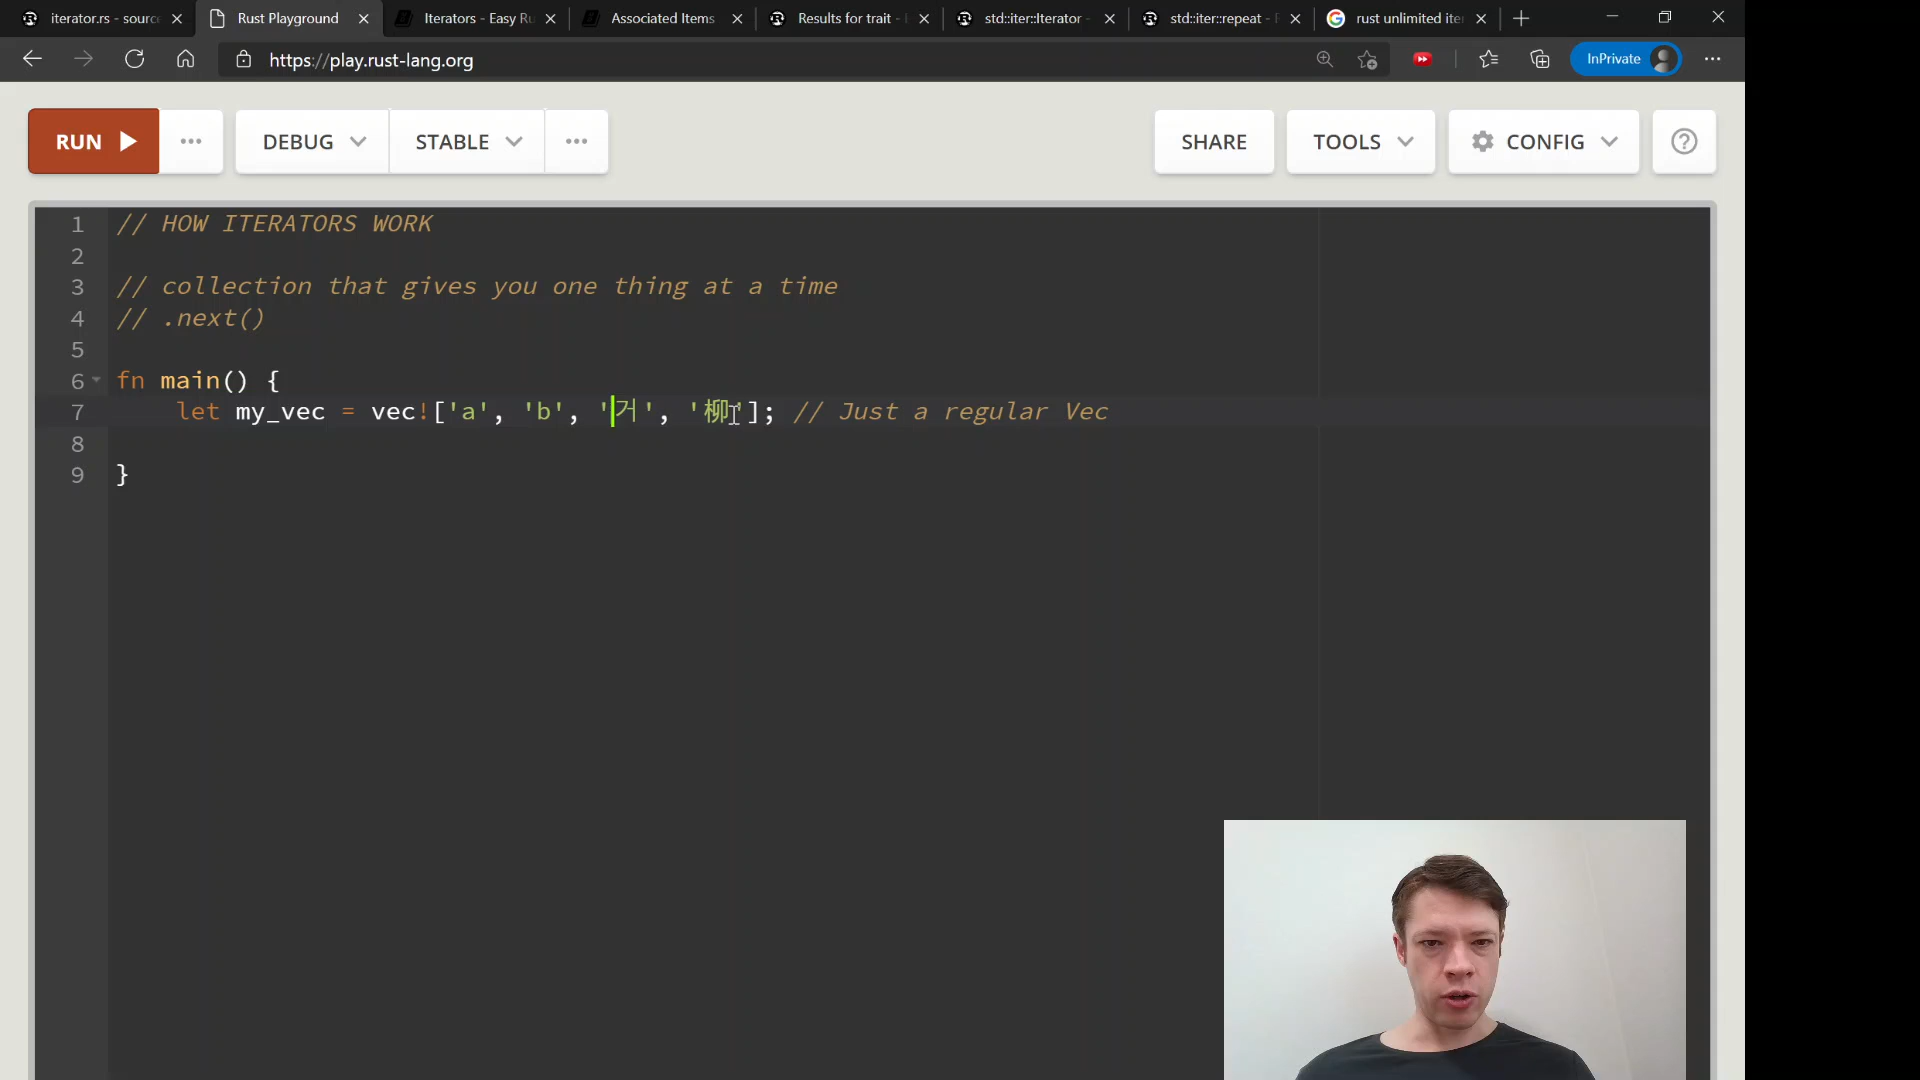 iterator.rs - sourc
Rust Playground
Iterators - Easy Ru
Associated Items
Results for trait -
std::iter::Iterator -
std::iter::repeat - R
rust unlimited iter
https://play.rust-lang.org
InPrivate
RUN
DEBUG
STABLE
SHARE
TOOLS
CONFIG
1 // HOW ITERATORS WORK
2
3 // collection that gives you one thing at a time
4 // .next()
5
6 fn main() {
7 let my_vec = vec!['a', 'b', '거', '柳']; // Just a regular Vec
8
9 }